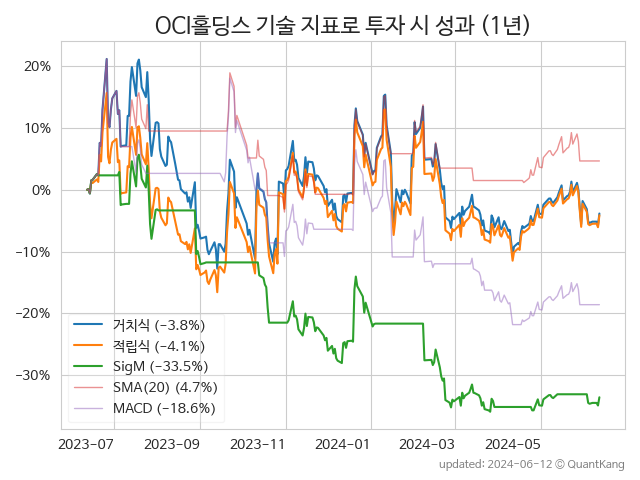 OCI홀딩스 기술 지표로 투자 시 성과 (1년)
20%
10%
0%
−10%
−20%
−30%
거치식 (−3.8%)
적립식 (−4.1%)
SigM (−33.5%)
SMA(20) (4.7%)
MACD (−18.6%)
2023−07
2023−09
2023−11
2024−01
2024−03
2024−05
updated: 2024−06−12 © QuantKang